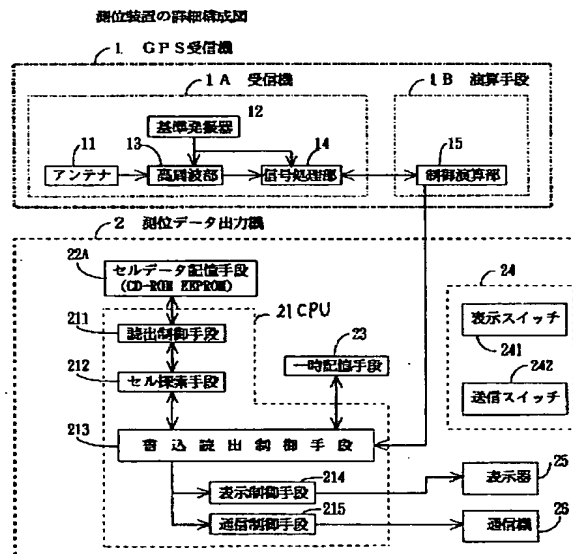 測位装置の詳細構成図
1 GPS受信機
1A 受信機
1B 演算手段
12
基準発振器
11
13
14
15
アンテナ
高周波部
信号処理部
制御演算部
2 測位データ出力機
22A
セルデータ記憶手段
(CD-ROM EEPROM)
21CPU
24
211
読出制御手段
23
表示スイッチ
241
212
セル探索手段
一時記憶手段
242
送信スイッチ
213
書込読出制御手段
214
25
表示制御手段
表示器
215
26
通信制御手段
通信機